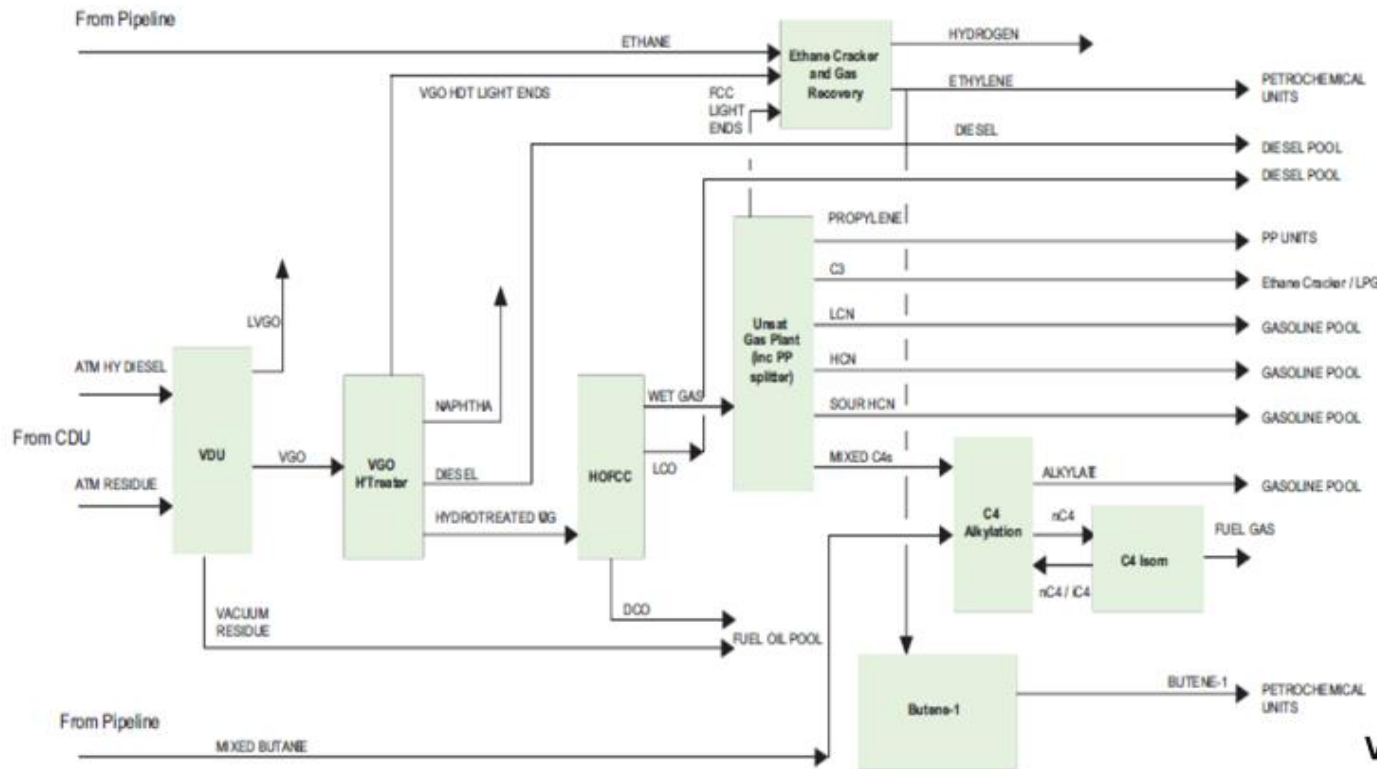 From Pipeline
ETHANE
HYDROGEN
Ethane Cracker
and Gas
Recovery
VGO HDT LIGHT ENDS
FCC
LIGHT
ENDS
ETHYLENE
PETROCHEMICAL
UNITS
DIESEL
DIESEL POOL
DIESEL POOL
PROPYLENE
PP UNITS
C3
Ethane Cracker / LPG
LVGO
Unsat
Gas Plant
(Inc PP
splitter)
LCN
GASOLINE POOL
ATM HY DIESEL
HCN
GASOLINE POOL
NAPHTHA
WET GAS
SOUR HCN
GASOLINE POOL
From CDU
VDU
VGO
VGO
H'Treater
HOFCC
LCO
MIXED C4s
ATM RESIDUE
DIESEL
ALKYLATE
GASOLINE POOL
HYDROTREATED
C4
Alkylation
nC4
FUEL GAS
C4 Isom
nC4 / iC4
VACUUM
RESIDUE
DCO
FUEL OIL POOL
BUTENE-1
PETROCHEMICAL
UNITS
Butene-1
From Pipeline
MIXED BUTANE